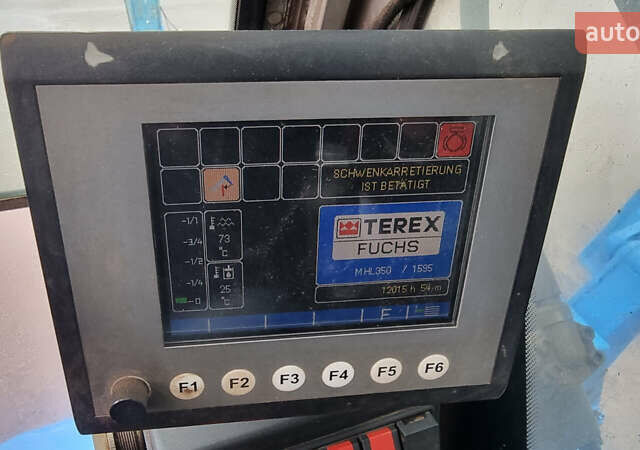 auto
SCHWENKARRETIERUNG
IST BETÄTIGT
-1/1
-3/4
-1/2
-1/4
-0
73
°C
25
°C
TEREX
FUCHS
MHL350 / 1595
12015 h 54 m
F
F1 F2 F3 F4 F5 F6